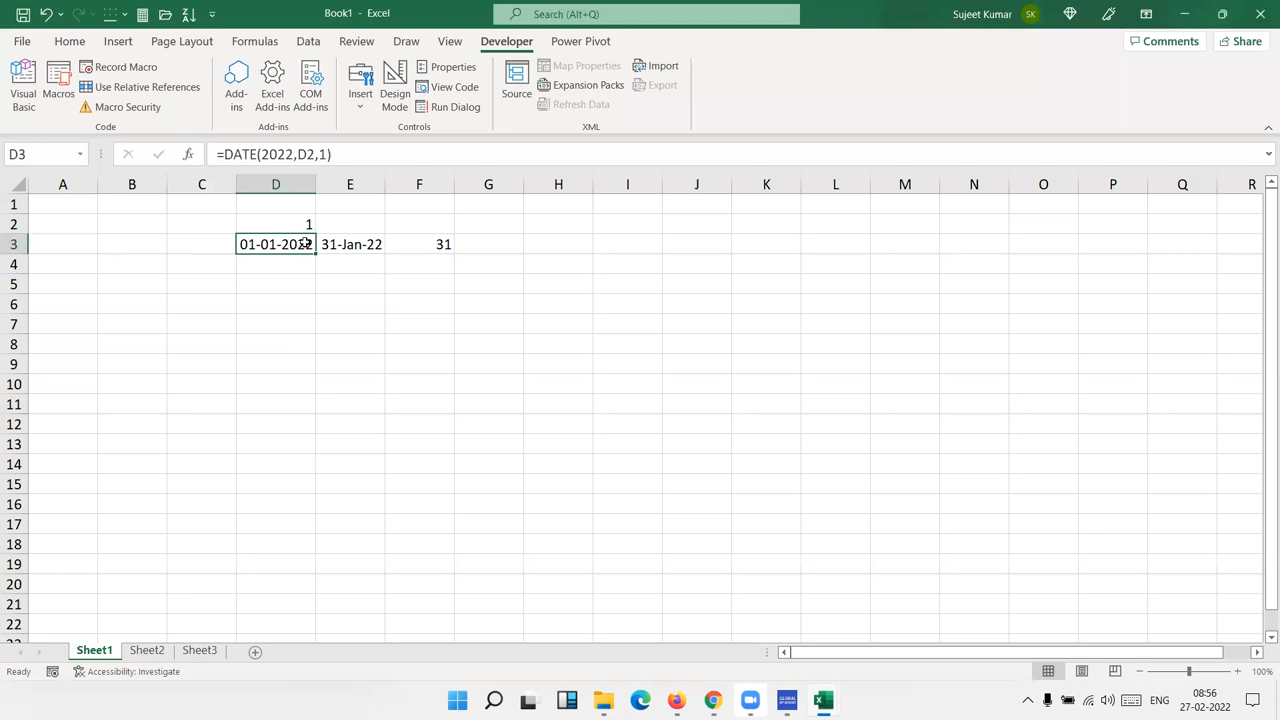 Book1 - Excel
Search (Alt+Q)
Sujeet Kumar
SK
File Home Insert Page Layout Formulas Data Review View Draw Developer Power Pivot
Comments
Share
Visual Basic
Macros
Record Macro
Use Relative References
Macro Security
Code
Add-ins
Excel Add-ins
COM Add-ins
Add-ins
Insert
Design Mode
Properties
View Code
Run Dialog
Controls
Source
Map Properties
Expansion Packs
Refresh Data
Import
Export
XML
D3
fx
=DATE(2022,D2,1)
A B C D E F G H I J K L M N O P Q R
1
2 1
3 01-01-2022 31-Jan-22 31
4
5
6
7
8
9
10
11
12
13
14
15
16
17
18
19
20
21
22
23
Sheet1 Sheet2 Sheet3
Ready
Accessibility: Investigate
100%
ENG
08:56
27-02-2022